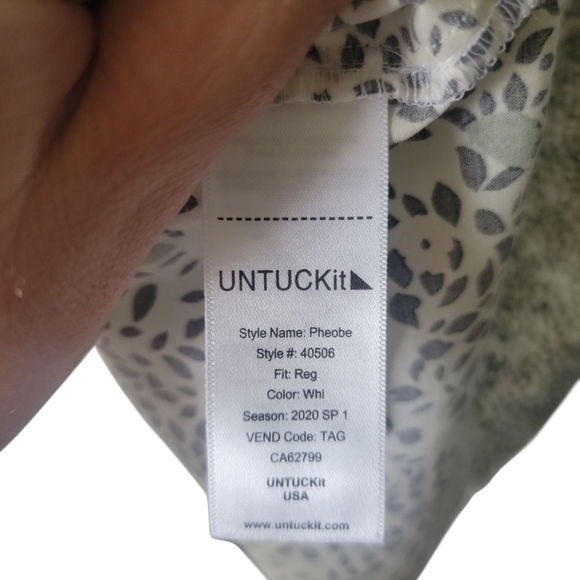 UNTUCKit
Style Name: Pheobe
Style #: 40506
Fit: Reg
Color: Whi
Season: 2020 SP 1
VEND Code: TAG
CA62799
UNTUCKit
USA
www.untuckit.com